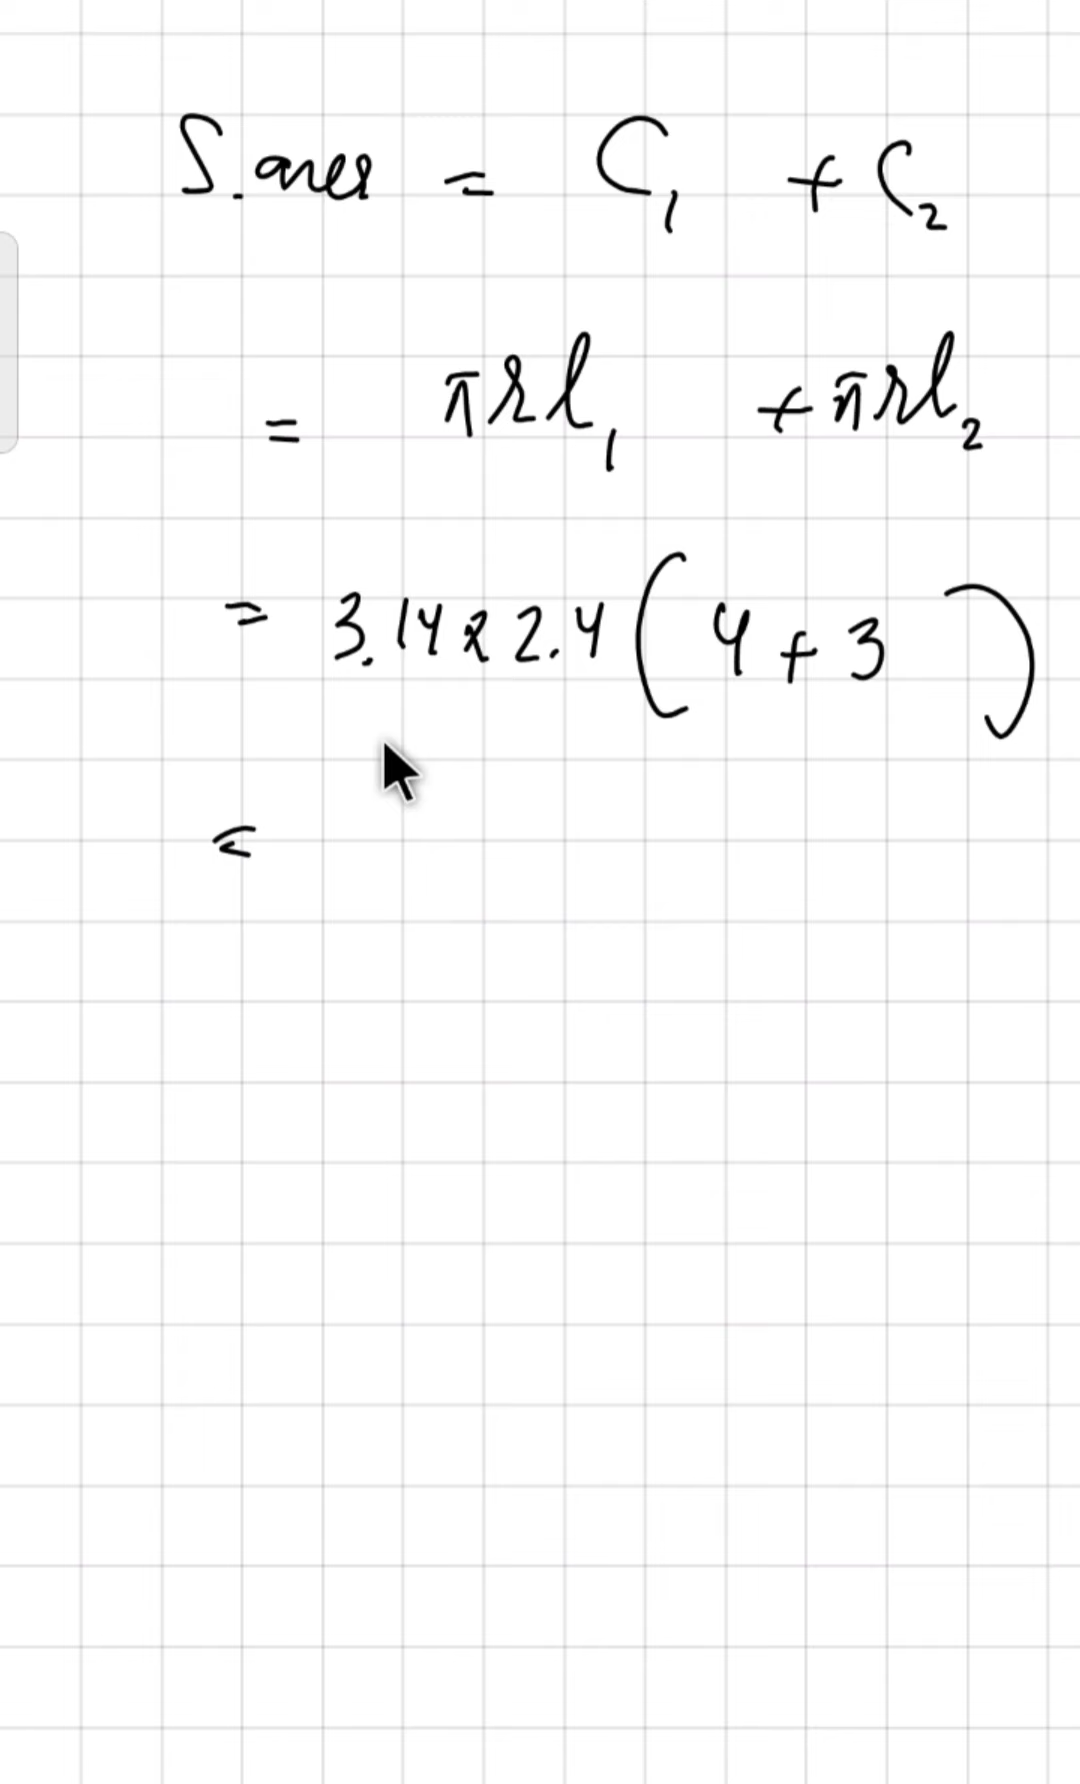 S.area = C₁ + C₂
= πrl₁ + πrl₂
= 3.14 x 2.4 ( 4 + 3 )
=